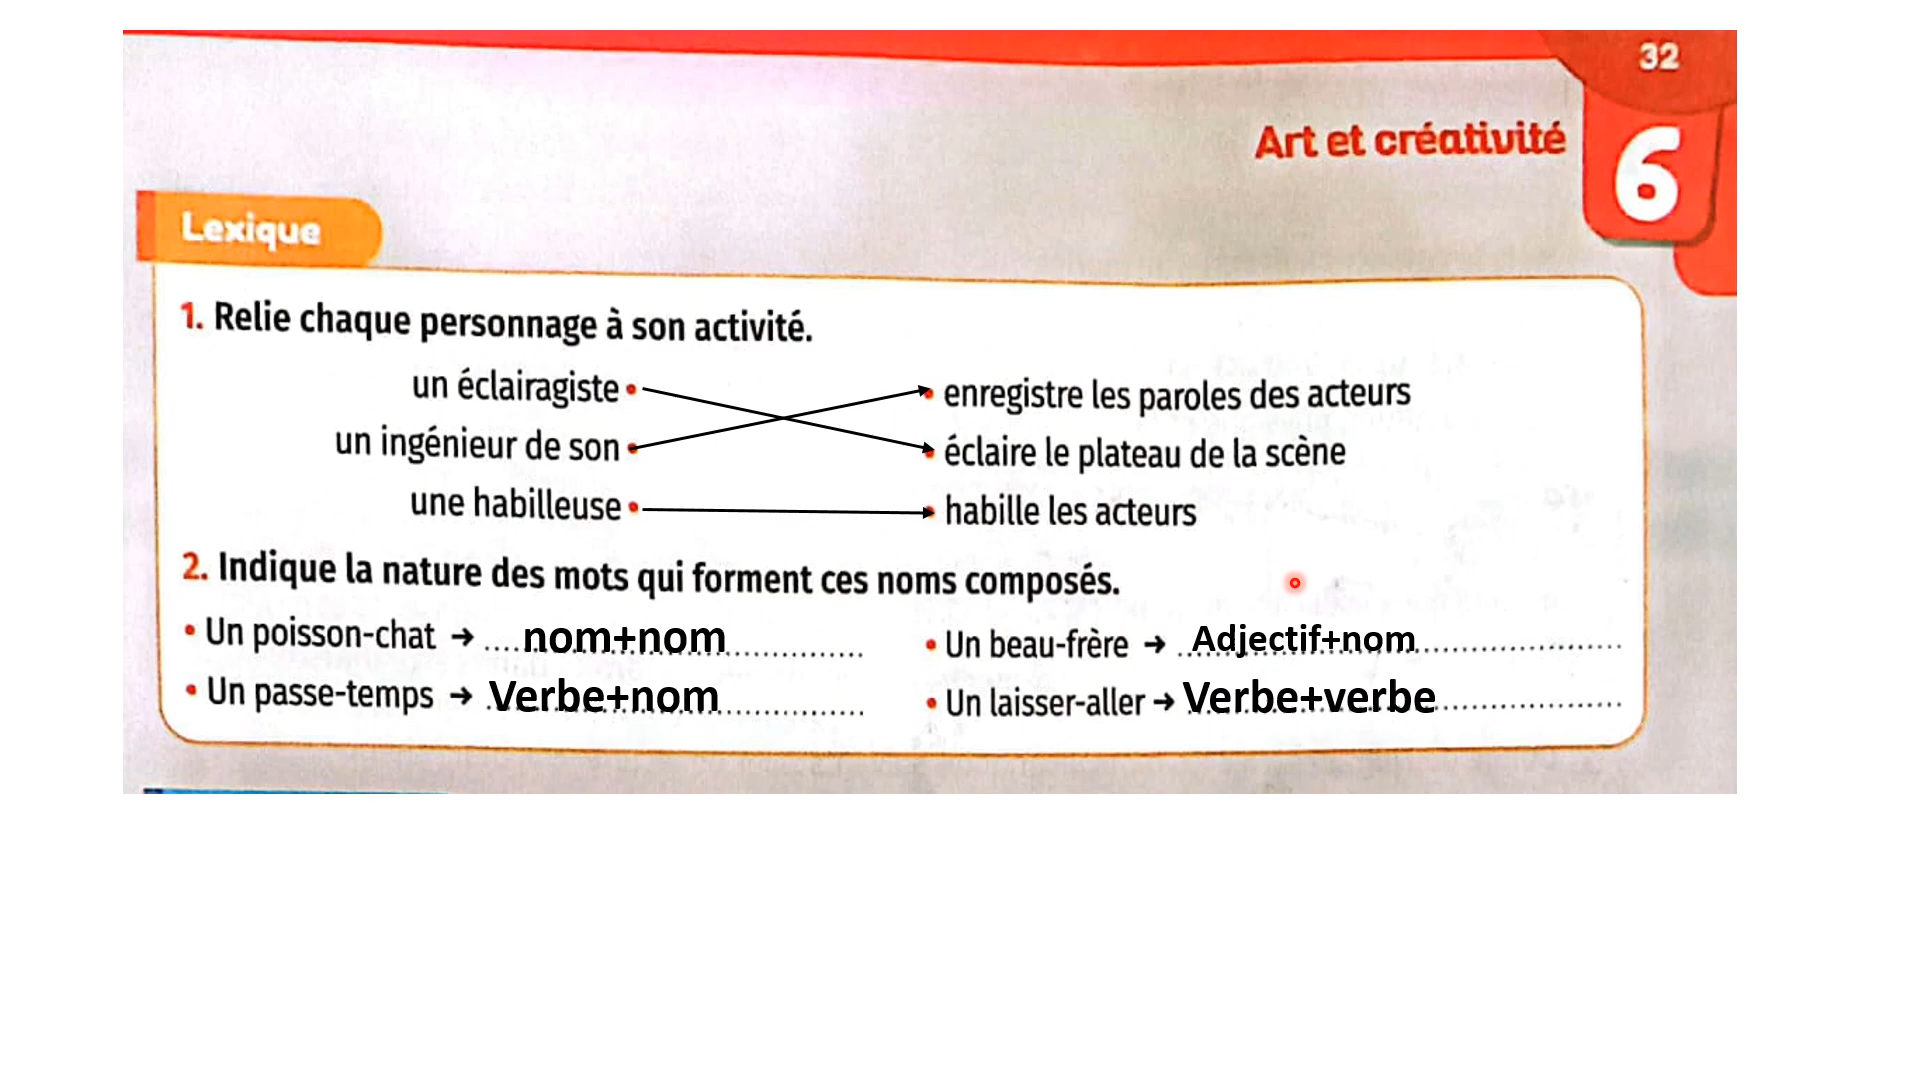 32
Art et créativité
6
Lexique
1. Relie chaque personnage à son activité.
un éclairagiste • • enregistre les paroles des acteurs
un ingénieur de son • • éclaire le plateau de la scène
une habilleuse • • habille les acteurs
2. Indique la nature des mots qui forment ces noms composés.
• Un poisson-chat → ....nom+nom.............. • Un beau-frère → Adjectif+nom....................
• Un passe-temps → Verbe+nom.............. • Un laisser-aller → Verbe+verbe....................